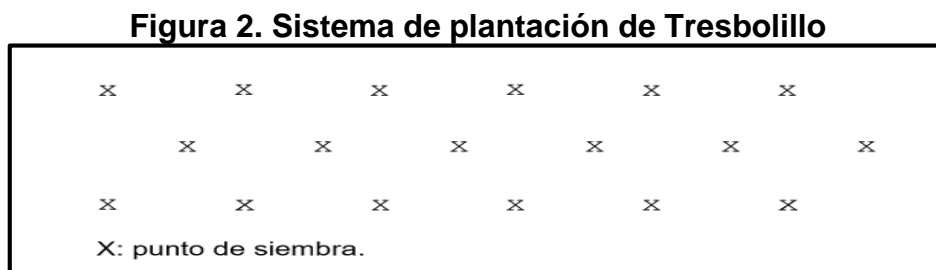 Figura 2. Sistema de plantación de Tresbolillo
X X X X X X
X X X X X X
X X X X X X
X: punto de siembra.